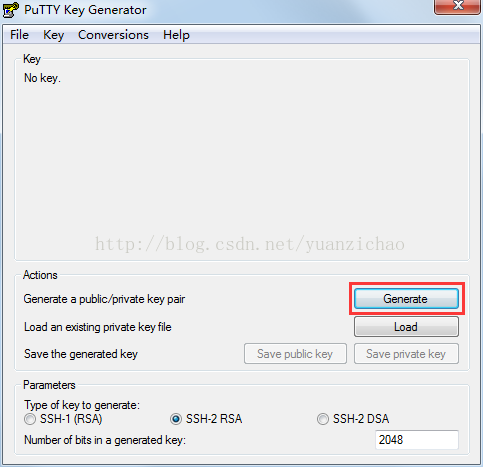 PuTTY Key Generator
File Key Conversions Help
Key
No key.
http://blog.csdn.net/yuanzichao
Actions
Generate a public/private key pair
Generate
Load an existing private key file
Load
Save the generated key
Save public key
Save private key
Parameters
Type of key to generate:
SSH-1 (RSA) SSH-2 RSA SSH-2 DSA
Number of bits in a generated key:
2048